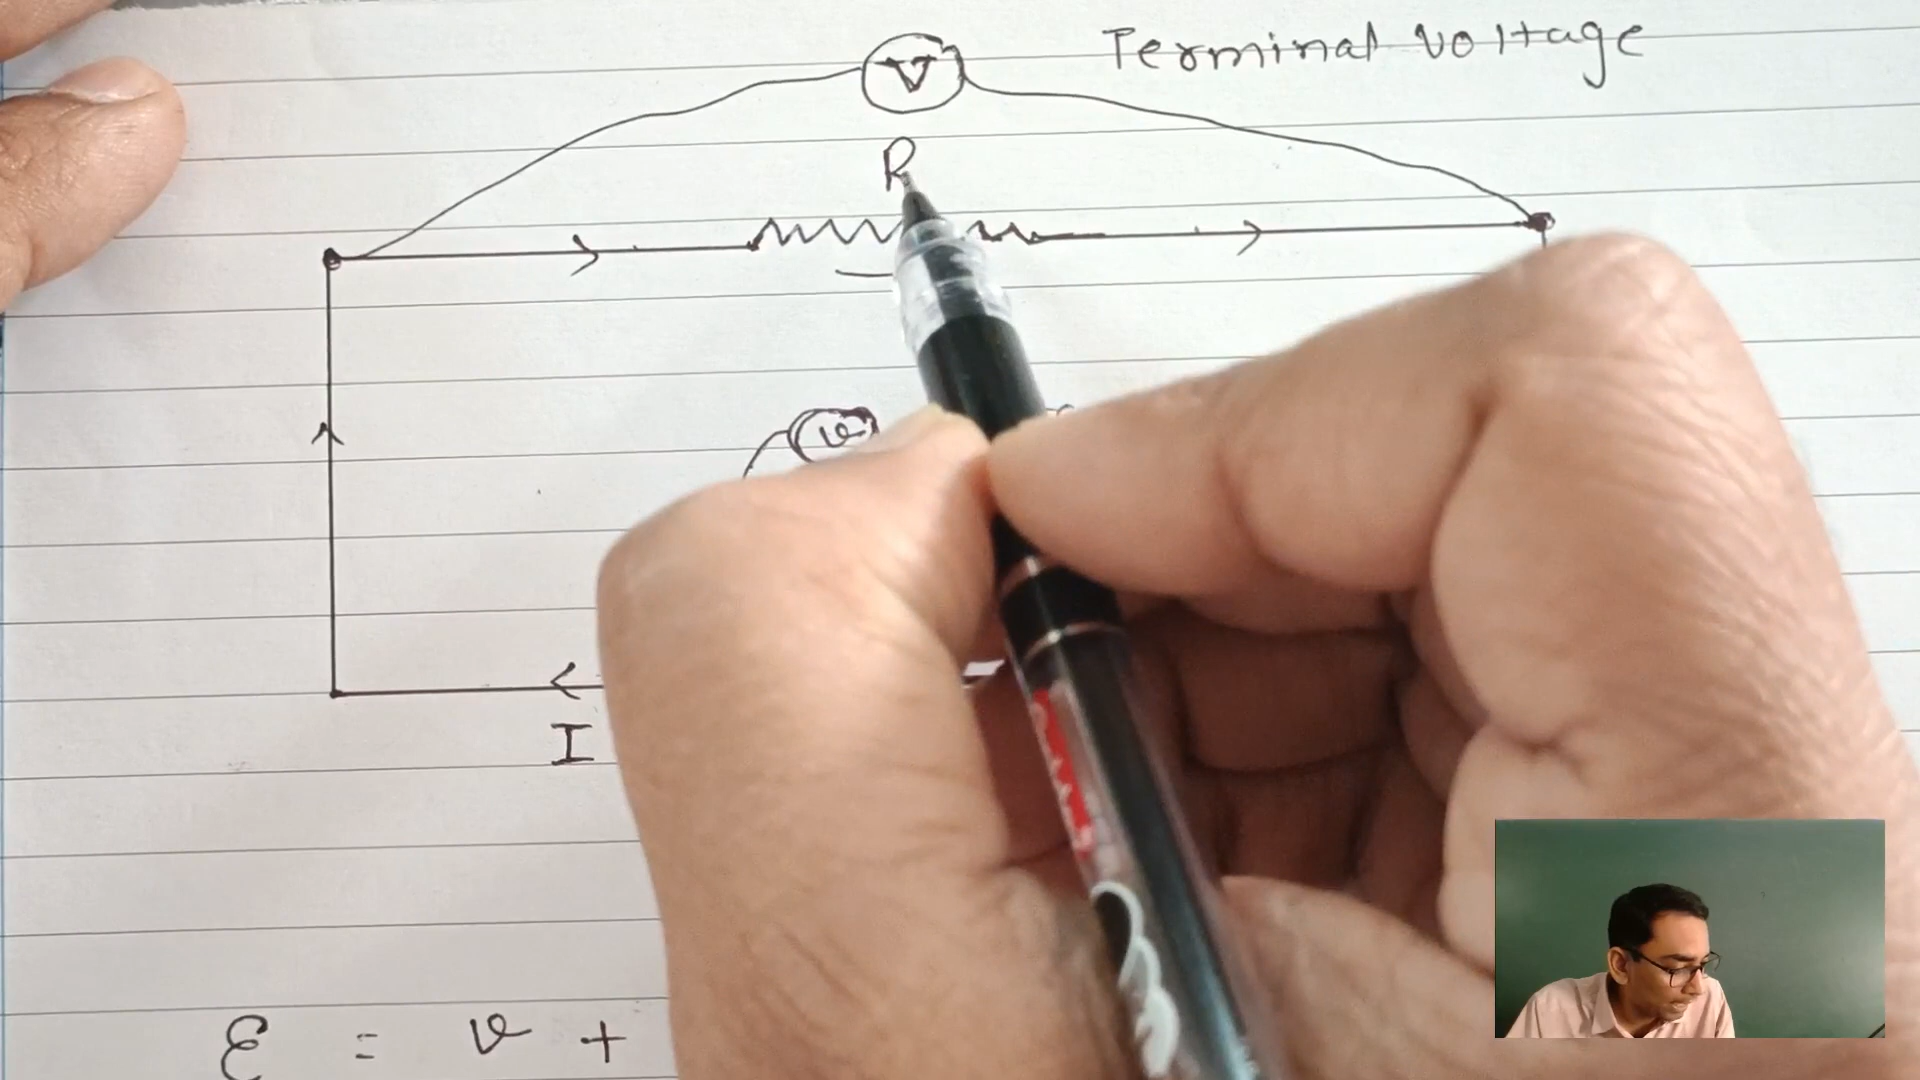 V Terminal voltage
R
v
I
ε = v +